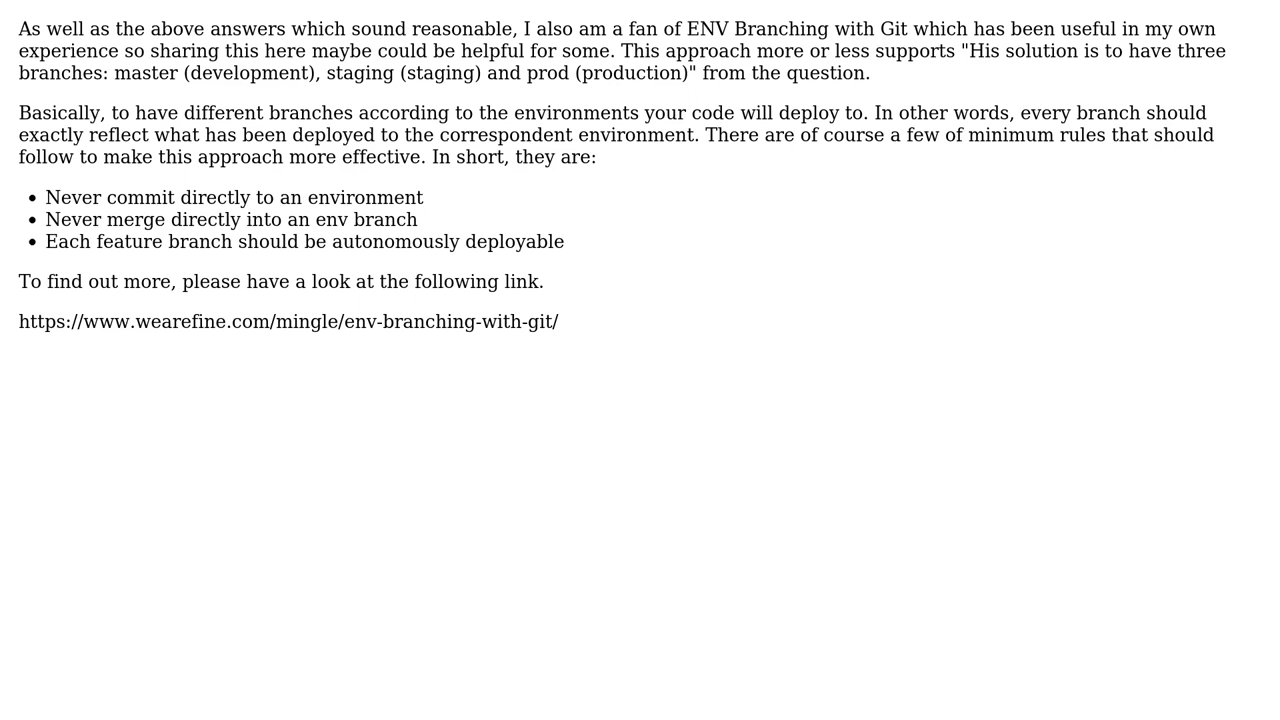 As well as the above answers which sound reasonable, I also am a fan of ENV Branching with Git which has been useful in my own
experience so sharing this here maybe could be helpful for some. This approach more or less supports "His solution is to have three
branches: master (development), staging (staging) and prod (production)" from the question.
Basically, to have different branches according to the environments your code will deploy to. In other words, every branch should
exactly reflect what has been deployed to the correspondent environment. There are of course a few of minimum rules that should
follow to make this approach more effective. In short, they are:
• Never commit directly to an environment
• Never merge directly into an env branch
• Each feature branch should be autonomously deployable
To find out more, please have a look at the following link.
https://www.wearefine.com/mingle/env-branching-with-git/